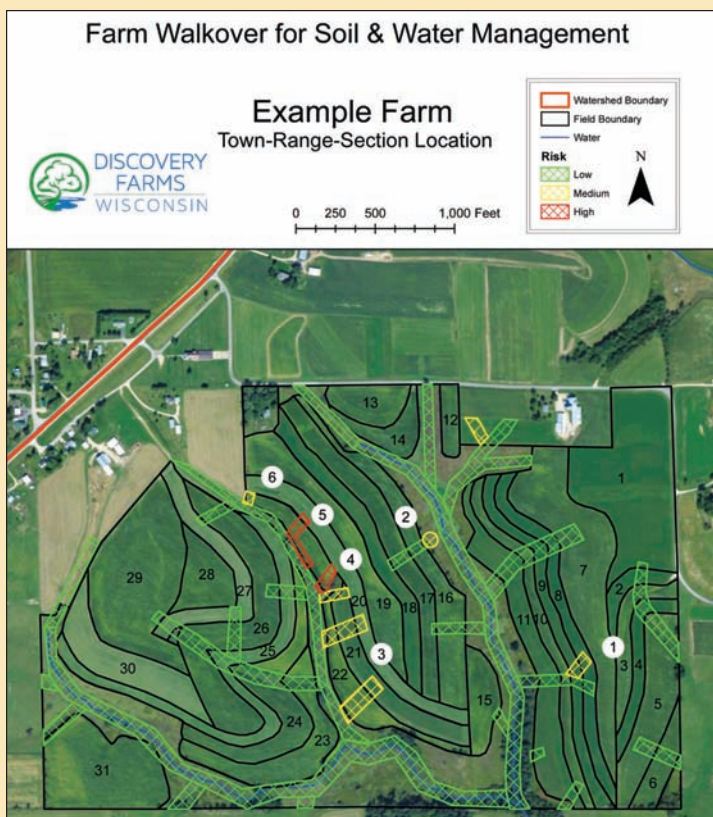 Farm Walkover for Soil & Water Management
Example Farm
Town-Range-Section Location
DISCOVERY
FARMS
WISCONSIN
0 250 500 1,000 Feet
Watershed Boundary
Field Boundary
Water
Risk
Low
Medium
High
N
13
12
14
1
6
5
2
4
29
28
27
26
25
20
19
18
17
16
11
10
9
8
7
2
1
3
4
5
6
21
3
22
30
24
23
15
31